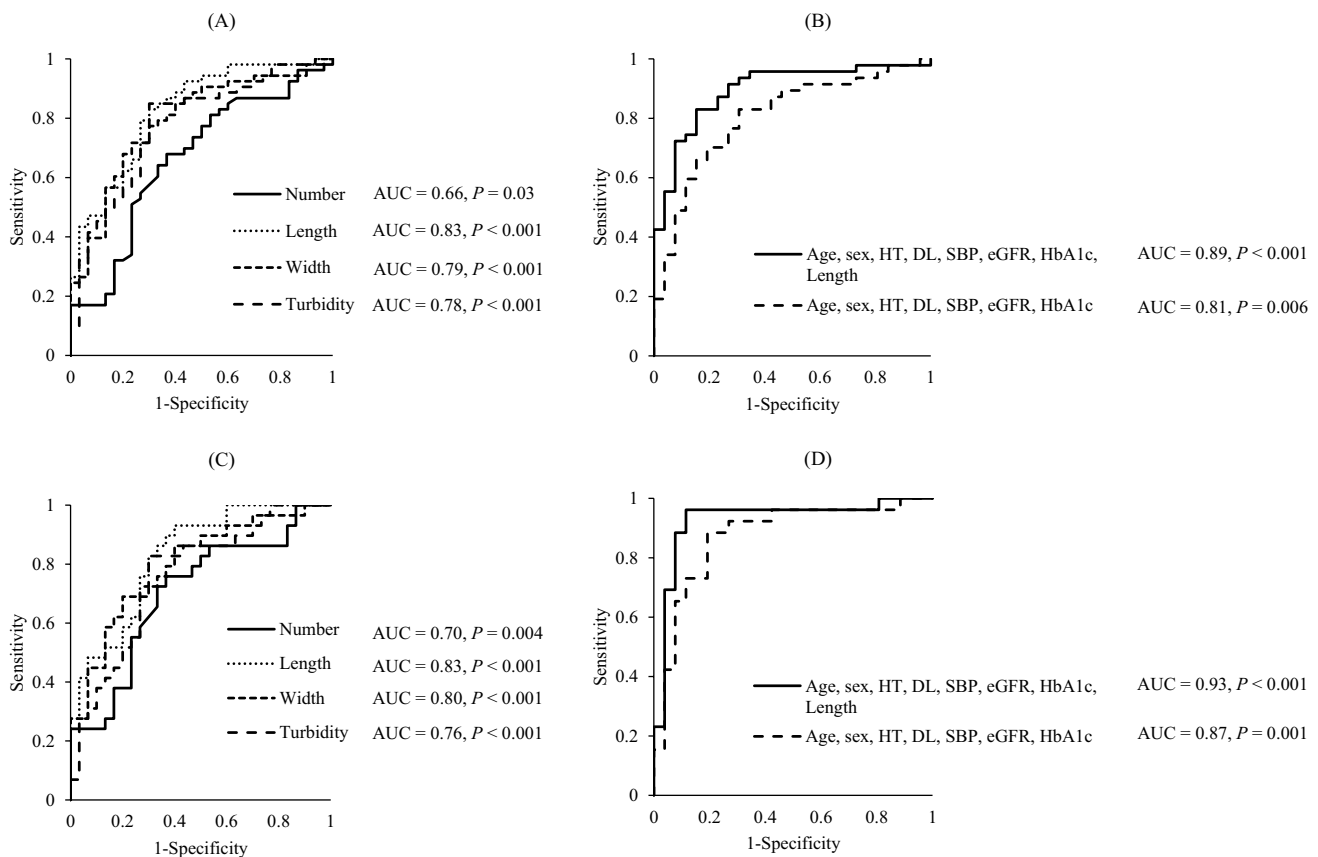 (A)
1
0.8
0.6
0.4
0.2
0
Sensitivity
0 0.2 0.4 0.6 0.8 1
1-Specificity
Number AUC = 0.66, P = 0.03
Length AUC = 0.83, P < 0.001
Width AUC = 0.79, P < 0.001
Turbidity AUC = 0.78, P < 0.001
(B)
1
0.8
0.6
0.4
0.2
0
Sensitivity
0 0.2 0.4 0.6 0.8 1
1-Specificity
Age, sex, HT, DL, SBP, eGFR, HbA1c, AUC = 0.89, P < 0.001
Length
Age, sex, HT, DL, SBP, eGFR, HbA1c AUC = 0.81, P = 0.006
(C)
1
0.8
0.6
0.4
0.2
0
Sensitivity
0 0.2 0.4 0.6 0.8 1
1-Specificity
Number AUC = 0.70, P = 0.004
Length AUC = 0.83, P < 0.001
Width AUC = 0.80, P < 0.001
Turbidity AUC = 0.76, P < 0.001
(D)
1
0.8
0.6
0.4
0.2
0
Sensitivity
0 0.2 0.4 0.6 0.8 1
1-Specificity
Age, sex, HT, DL, SBP, eGFR, HbA1c, AUC = 0.93, P < 0.001
Length
Age, sex, HT, DL, SBP, eGFR, HbA1c AUC = 0.87, P = 0.001